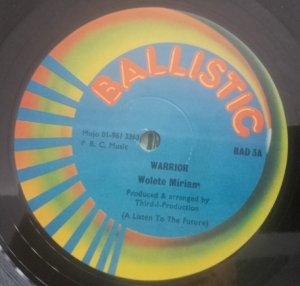 BALLISTIC
Mojo 01-961 3363
P. R. C. Music
BAD 3A
WARRIOR
Wolete Miriam
Produced & arranged by
Third-I-Production
(A Listen To The Future)